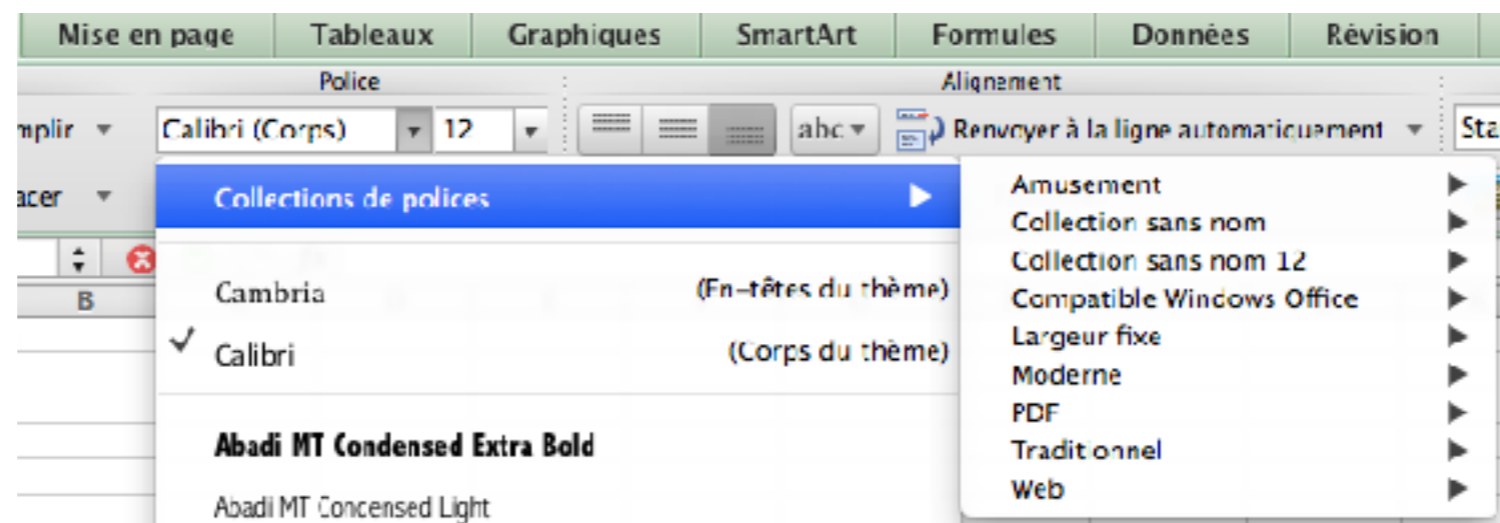 Mise en page Tableaux Graphiques SmartArt Formules Données Révision
Police Alignement
mplir Calibri (Corps) 12 abc Renvoyer à la ligne automatiquement Sta
acer Collections de polices
B
Cambria (En-têtes du thème)
Calibri (Corps du thème)
Abadi MT Condensed Extra Bold
Abadi MT Condensed Light
Amusement
Collection sans nom
Collection sans nom 12
Compatible Windows Office
Largeur fixe
Moderne
PDF
Traditionnel
Web